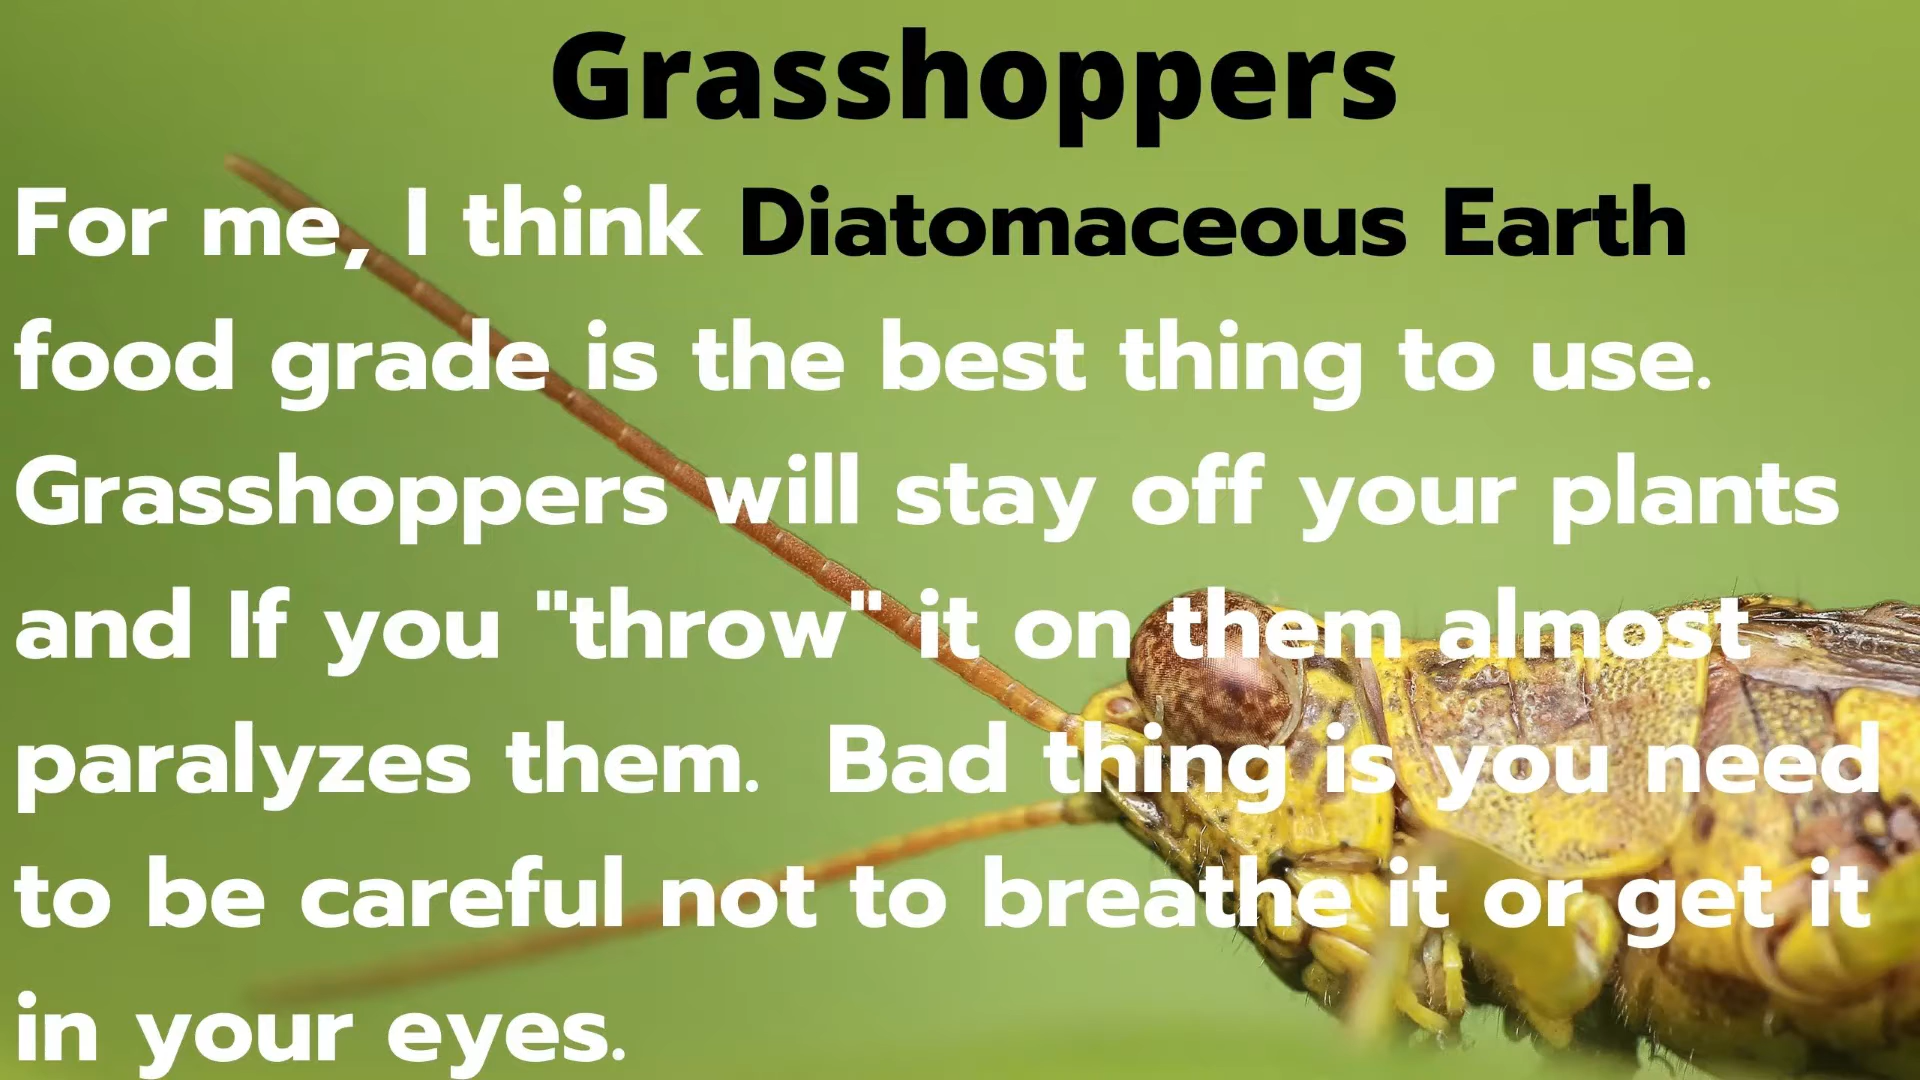 Grasshoppers
For me, I think Diatomaceous Earth
food grade is the best thing to use.
Grasshoppers will stay off your plants
and If you "throw" it on them almost
paralyzes them.  Bad thing is you need
to be careful not to breathe it or get it
in your eyes.